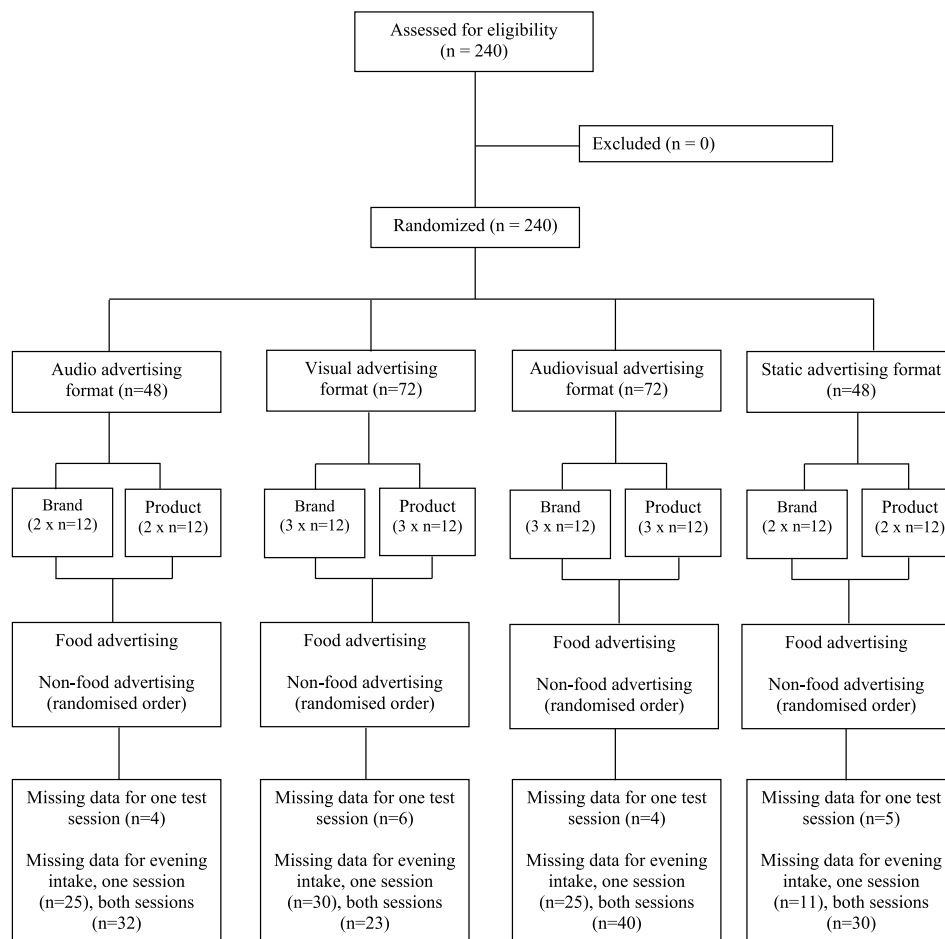 Assessed for eligibility
(n = 240)
Excluded (n = 0)
Randomized (n = 240)
Audio advertising
format (n=48)
Visual advertising
format (n=72)
Audiovisual advertising
format (n=72)
Static advertising format
(n=48)
Brand
(2 x n=12)
Product
(2 x n=12)
Brand
(3 x n=12)
Product
(3 x n=12)
Brand
(3 x n=12)
Product
(3 x n=12)
Brand
(2 x n=12)
Product
(2 x n=12)
Food advertising
Non-food advertising
(randomised order)
Food advertising
Non-food advertising
(randomised order)
Food advertising
Non-food advertising
(randomised order)
Food advertising
Non-food advertising
(randomised order)
Missing data for one test
session (n=4)
Missing data for evening
intake, one session
(n=25), both sessions
(n=32)
Missing data for one test
session (n=6)
Missing data for evening
intake, one session
(n=30), both sessions
(n=23)
Missing data for one test
session (n=4)
Missing data for evening
intake, one session
(n=25), both sessions
(n=40)
Missing data for one test
session (n=5)
Missing data for evening
intake, one session
(n=11), both sessions
(n=30)